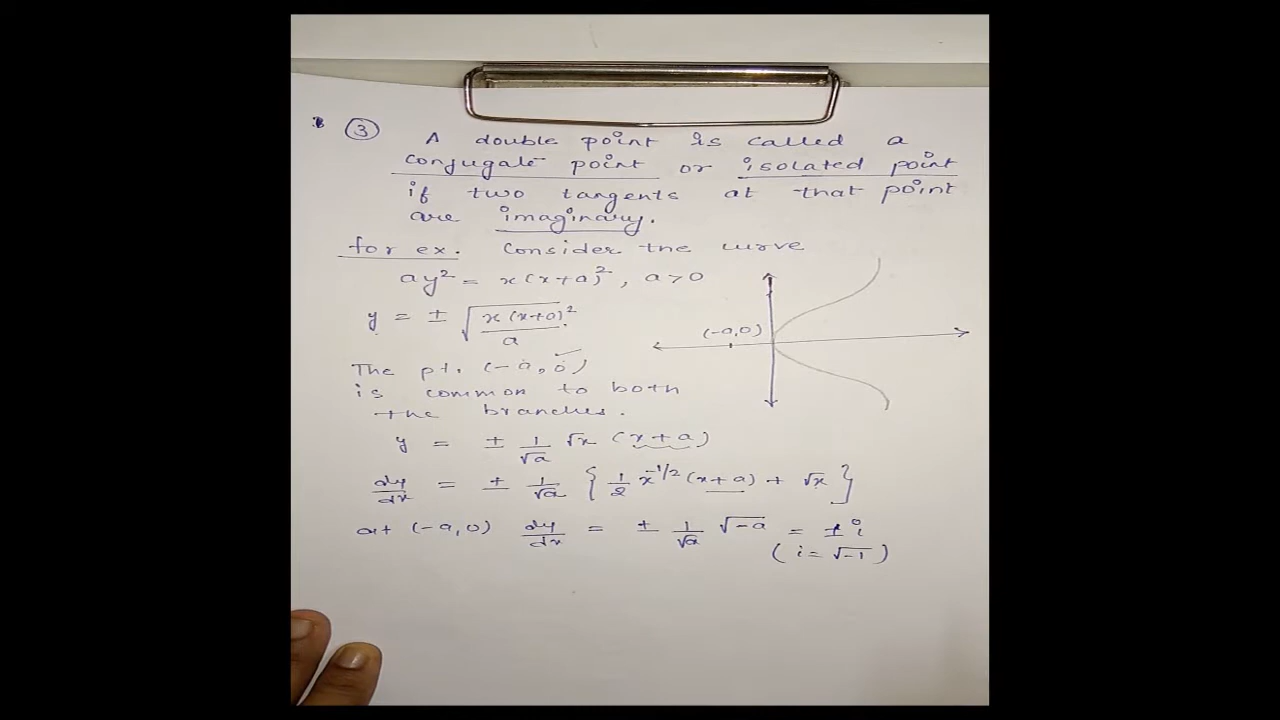 ③ A double point is called a
conjugate point or isolated point
if two tangents at that point
are imaginary.
for ex. Consider the curve
ay² = x(x+a)², a>0
y = ± √(x(x+a)²/a)
(-a,0)
The pt. (-a,0)
is common to both
the branches.
y = ± 1/√a √x (x+a)
dy/dx = ± 1/√a {1/2 x^(-1/2) (x+a) + √x}
at (-a,0) dy/dx = ± 1/√a √-a = ± i
(i = √-1)